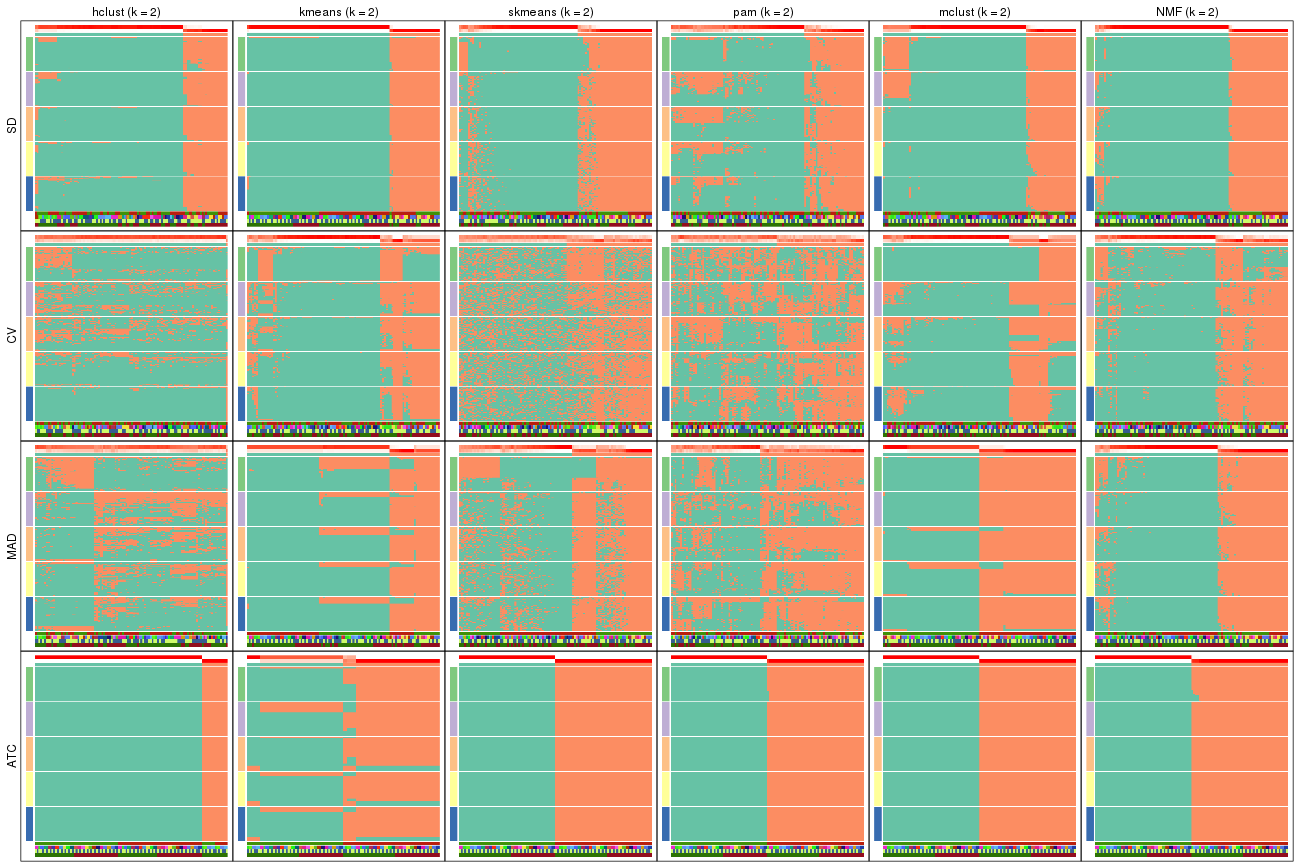 hclust (k = 2) kmeans (k = 2) skmeans (k = 2) pam (k = 2) mclust (k = 2) NMF (k = 2)
SD
CV
MAD
ATC